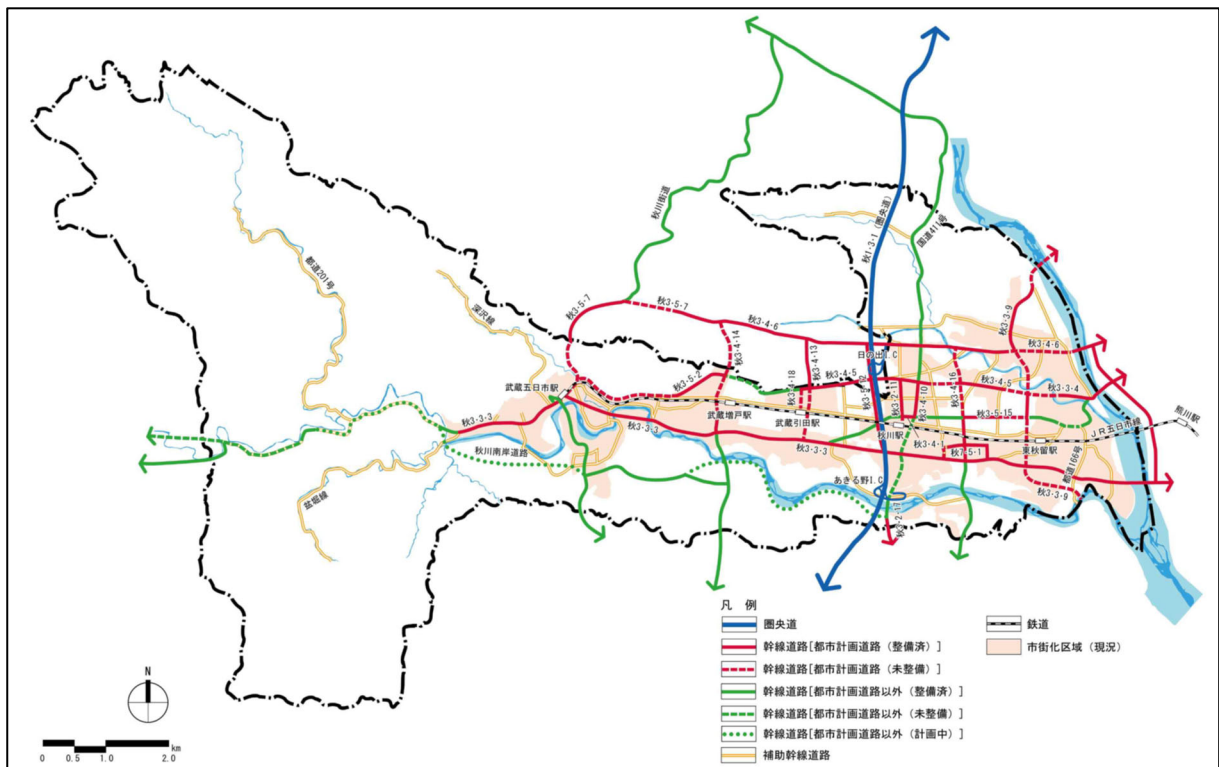 秋川街道
秋1・3・1（圏央道）
国道411号
都道201号
深沢線
秋3・5・7
秋3・5・7
秋3・4・6
秋3・3・9
秋3・4・14
秋3・4・13
日の出I.C
秋3・4・6
武蔵五日市駅
秋3・5・2
秋3・4・5
秋3・4・16
秋3・4・5
秋3・3・4
秋3・4・10
秋3・5・15
熊川駅
武蔵増戸駅
武蔵引田駅
秋川駅
JR五日市線
秋3・3・3
秋3・3・3
秋3・3・3
秋3・4・1
秋7・5・1
東秋留駅
都道166号
秋川南岸道路
あきる野I.C
秋3・3・9
凡 例
圏央道
幹線道路[都市計画道路（整備済）]
幹線道路[都市計画道路（未整備）]
幹線道路[都市計画道路以外（整備済）]
幹線道路[都市計画道路以外（未整備）]
幹線道路[都市計画道路以外（計画中）]
補助幹線道路
鉄道
市街化区域（現況）
N
0 0.5 1.0 2.0
km